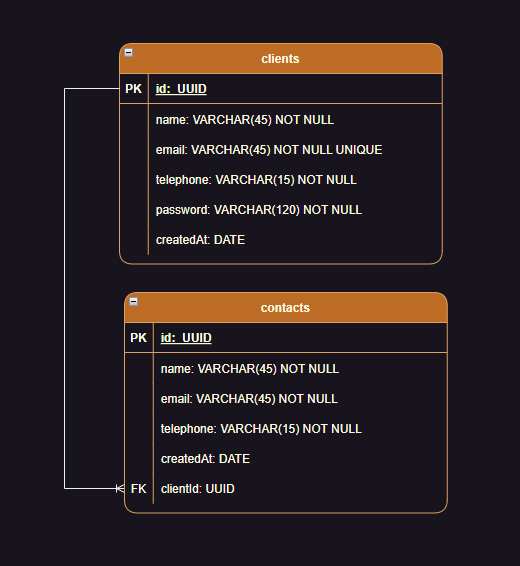 clients
PK id: UUID
name: VARCHAR(45) NOT NULL
email: VARCHAR(45) NOT NULL UNIQUE
telephone: VARCHAR(15) NOT NULL
password: VARCHAR(120) NOT NULL
createdAt: DATE
contacts
PK id: UUID
name: VARCHAR(45) NOT NULL
email: VARCHAR(45) NOT NULL
telephone: VARCHAR(15) NOT NULL
createdAt: DATE
FK clientId: UUID